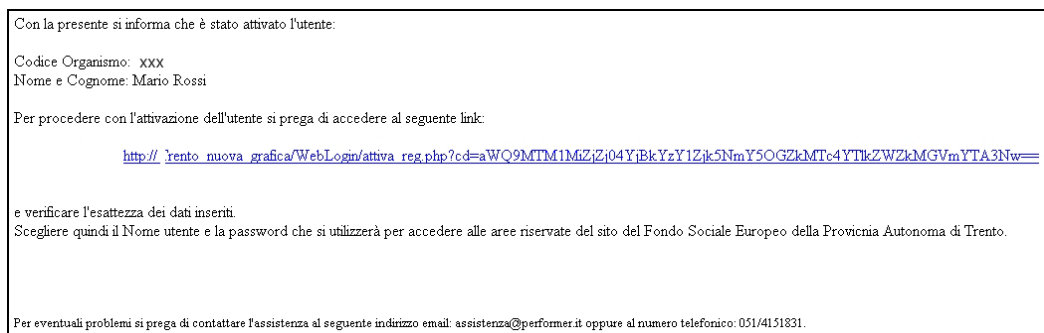 Con la presente si informa che è stato attivato l'utente:
Codice Organismo: xxx
Nome e Cognome: Mario Rossi
Per procedere con l'attivazione dell'utente si prega di accedere al seguente link:
http:// Trento_nuova_grafica/WebLogin/attiva_reg.php?cd=aWQ9MTM1MiZjZj04YjBkYzY1Zjk5NmY5OGZkMTc4YTlkZWZkMGVmYTA3Nw==
e verificare l'esattezza dei dati inseriti.
Scegliere quindi il Nome utente e la password che si utilizzerà per accedere alle aree riservate del sito del Fondo Sociale Europeo della Provicnia Autonoma di Trento.
Per eventuali problemi si prega di contattare l'assistenza al seguente indirizzo email: assistenza@performer.it oppure al numero telefonico: 051/4151831.